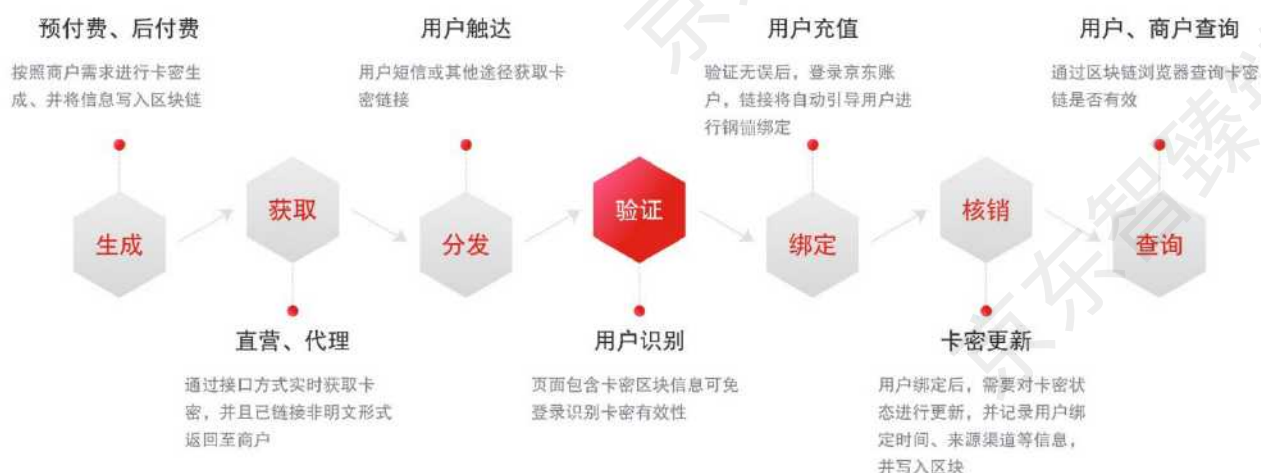 预付费、后付费
按照商户需求进行卡密生
成、并将信息写入区块链
用户触达
用户短信或其他途径获取卡
密链接
用户充值
验证无误后，登录京东账
户，链接将自动引导用户进
行钢镚绑定
用户、商户查询
通过区块链浏览器查询卡密
链是否有效
生成
获取
分发
验证
绑定
核销
查询
直营、代理
通过接口方式实时获取卡
密，并且已链接非明文形式
返回至商户
用户识别
页面包含卡密区块信息可免
登录识别卡密有效性
卡密更新
用户绑定后，需要对卡密状
态进行更新，并记录用户绑
定时间、来源渠道等信息，
并写入区块
京东智臻链